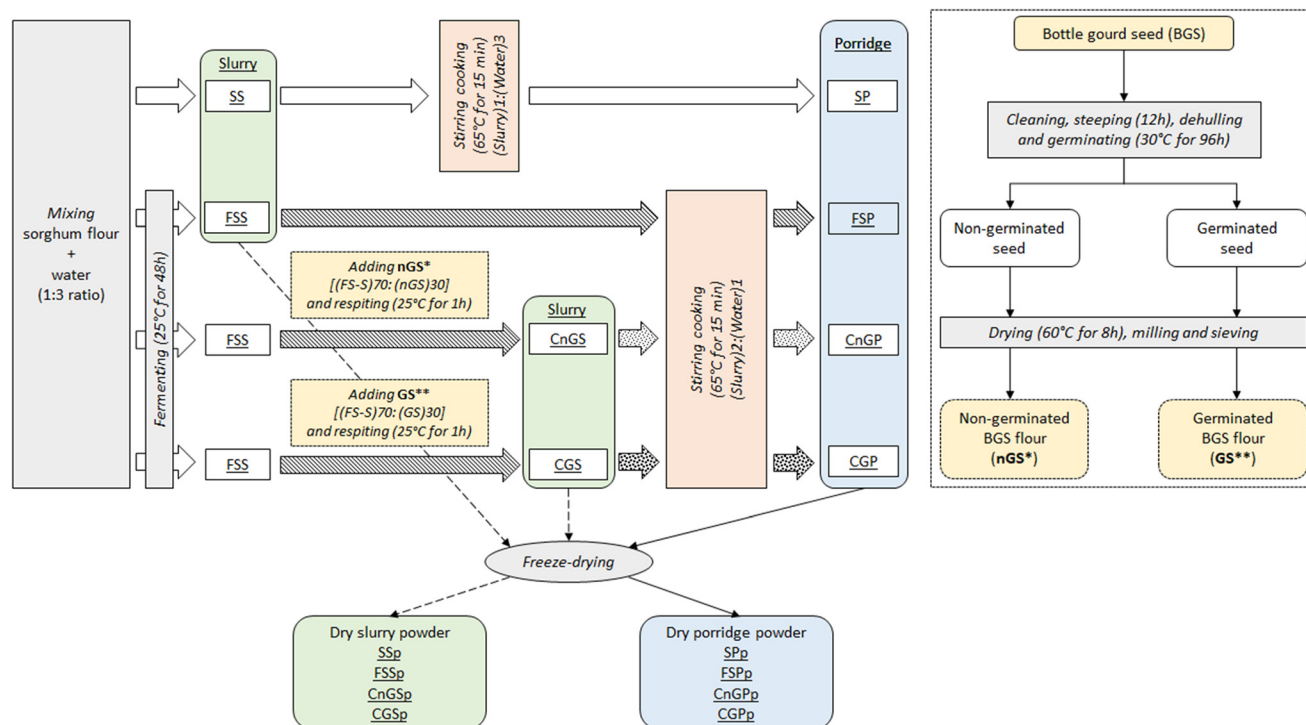 Mixing
sorghum flour
+
water
(1:3 ratio)
Fermenting (25°C for 48h)
Slurry
SS
FSS
FSS
FSS
Stirring cooking
(65°C for 15 min)
(Slurry)1:(Water)3
Adding nGS*
[(FS-S)70: (nGS)30]
and respiting (25°C for 1h)
Adding GS**
[(FS-S)70: (GS)30]
and respiting (25°C for 1h)
Slurry
CnGS
CGS
Stirring cooking
(65°C for 15 min)
(Slurry)2:(Water)1
Porridge
SP
FSP
CnGP
CGP
Freeze-drying
Dry slurry powder
SSp
FSSp
CnGSp
CGSp
Dry porridge powder
SPp
FSPp
CnGPp
CGPp
Bottle gourd seed (BGS)
Cleaning, steeping (12h), dehulling
and germinating (30°C for 96h)
Non-germinated
seed
Germinated
seed
Drying (60°C for 8h), milling and sieving
Non-germinated
BGS flour
(nGS*)
Germinated
BGS flour
(GS**)